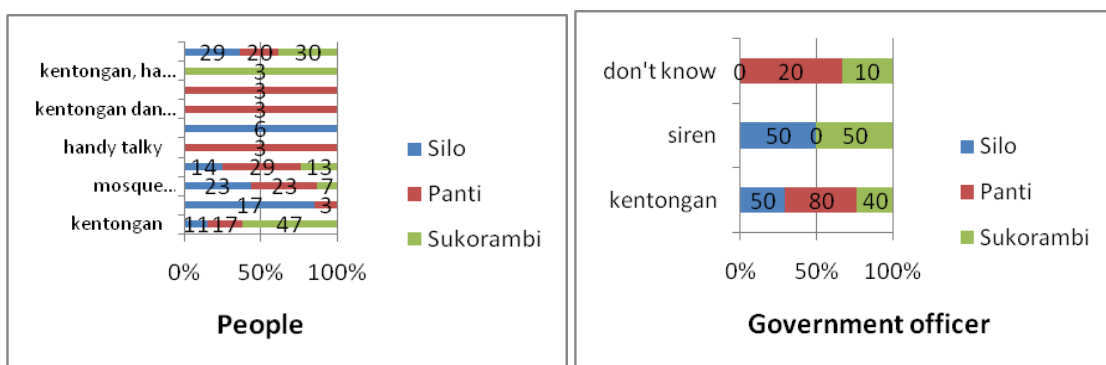 29 20 30
kentongan, ha... 3
3
kentongan dan... 3
6
handy talky 3
14 29 13
mosque... 23 23 7
17 3
kentongan 11 17 47
0% 50% 100%
People
Silo
Panti
Sukorambi
don't know 0 20 10
siren 50 0 50
kentongan 50 80 40
0% 50% 100%
Government officer
Silo
Panti
Sukorambi